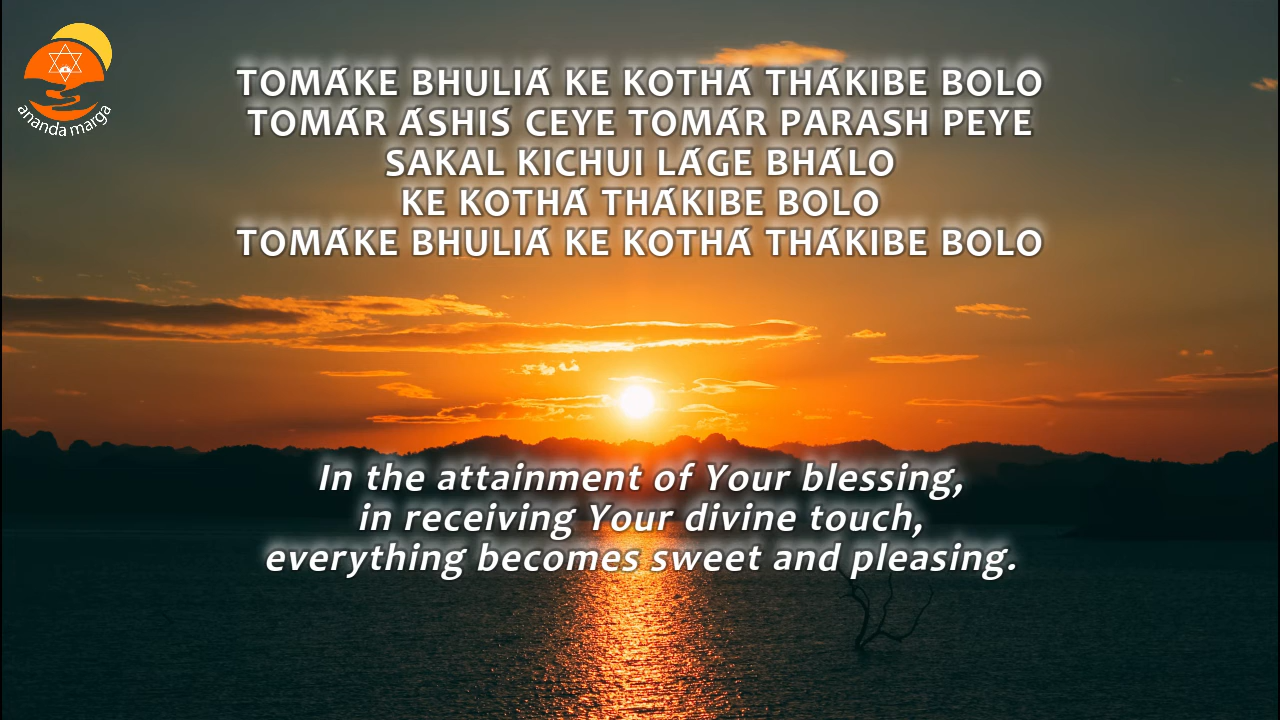 ananda marga
TOMÁKE BHULIÁ KE KOTHÁ THÁKIBE BOLO
TOMÁR ÁSHIŚ CEYE TOMÁR PARASH PEYE
SAKAL KICHUI LÁGE BHÁLO
KE KOTHÁ THÁKIBE BOLO
TOMÁKE BHULIÁ KE KOTHÁ THÁKIBE BOLO
In the attainment of Your blessing,
in receiving Your divine touch,
everything becomes sweet and pleasing.